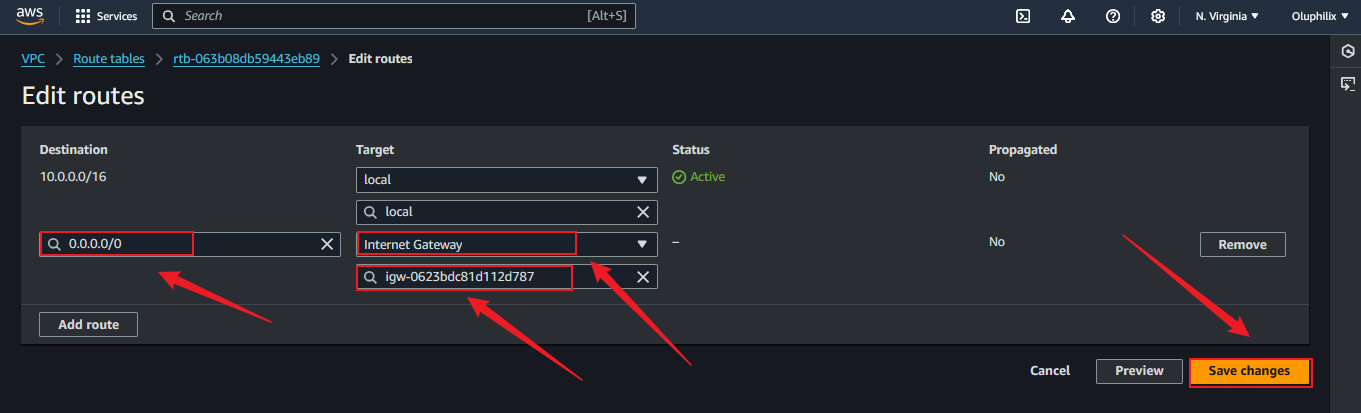 aws Services Search [Alt+S] N. Virginia Oluphilix
VPC Route tables rtb-063b08db59443eb89 Edit routes
Edit routes
Destination Target Status Propagated
10.0.0.0/16 local Active No
local
0.0.0.0/0 Internet Gateway – No Remove
igw-0623bdc81d112d787
Add route
Cancel Preview Save changes